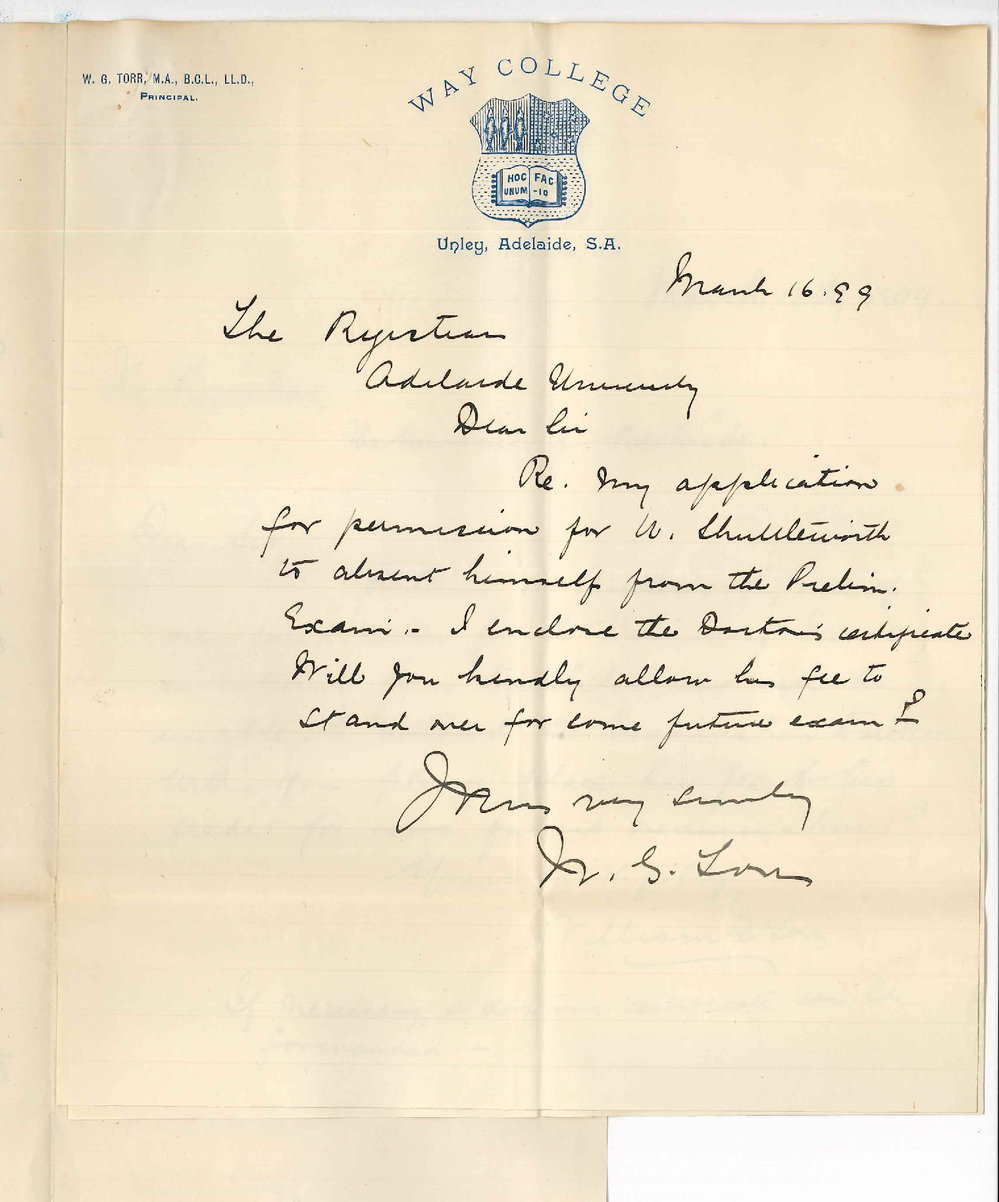 W. G. TORR, M.A., B.C.L., LL.D.,
PRINCIPAL.
WAY COLLEGE
HOC FAC
UNUM -IO
Unley, Adelaide, S.A.
March 16. 99
The Registrar
Adelaide University
Dear Sir
Re. my application
for permission for W. Shuttleworth
to absent himself from the Prelim.
Exam. - I enclose the Doctor's certificate
Will you kindly allow his fee to
stand over for some future exam?
Yours very sincerely
W. G. Torr